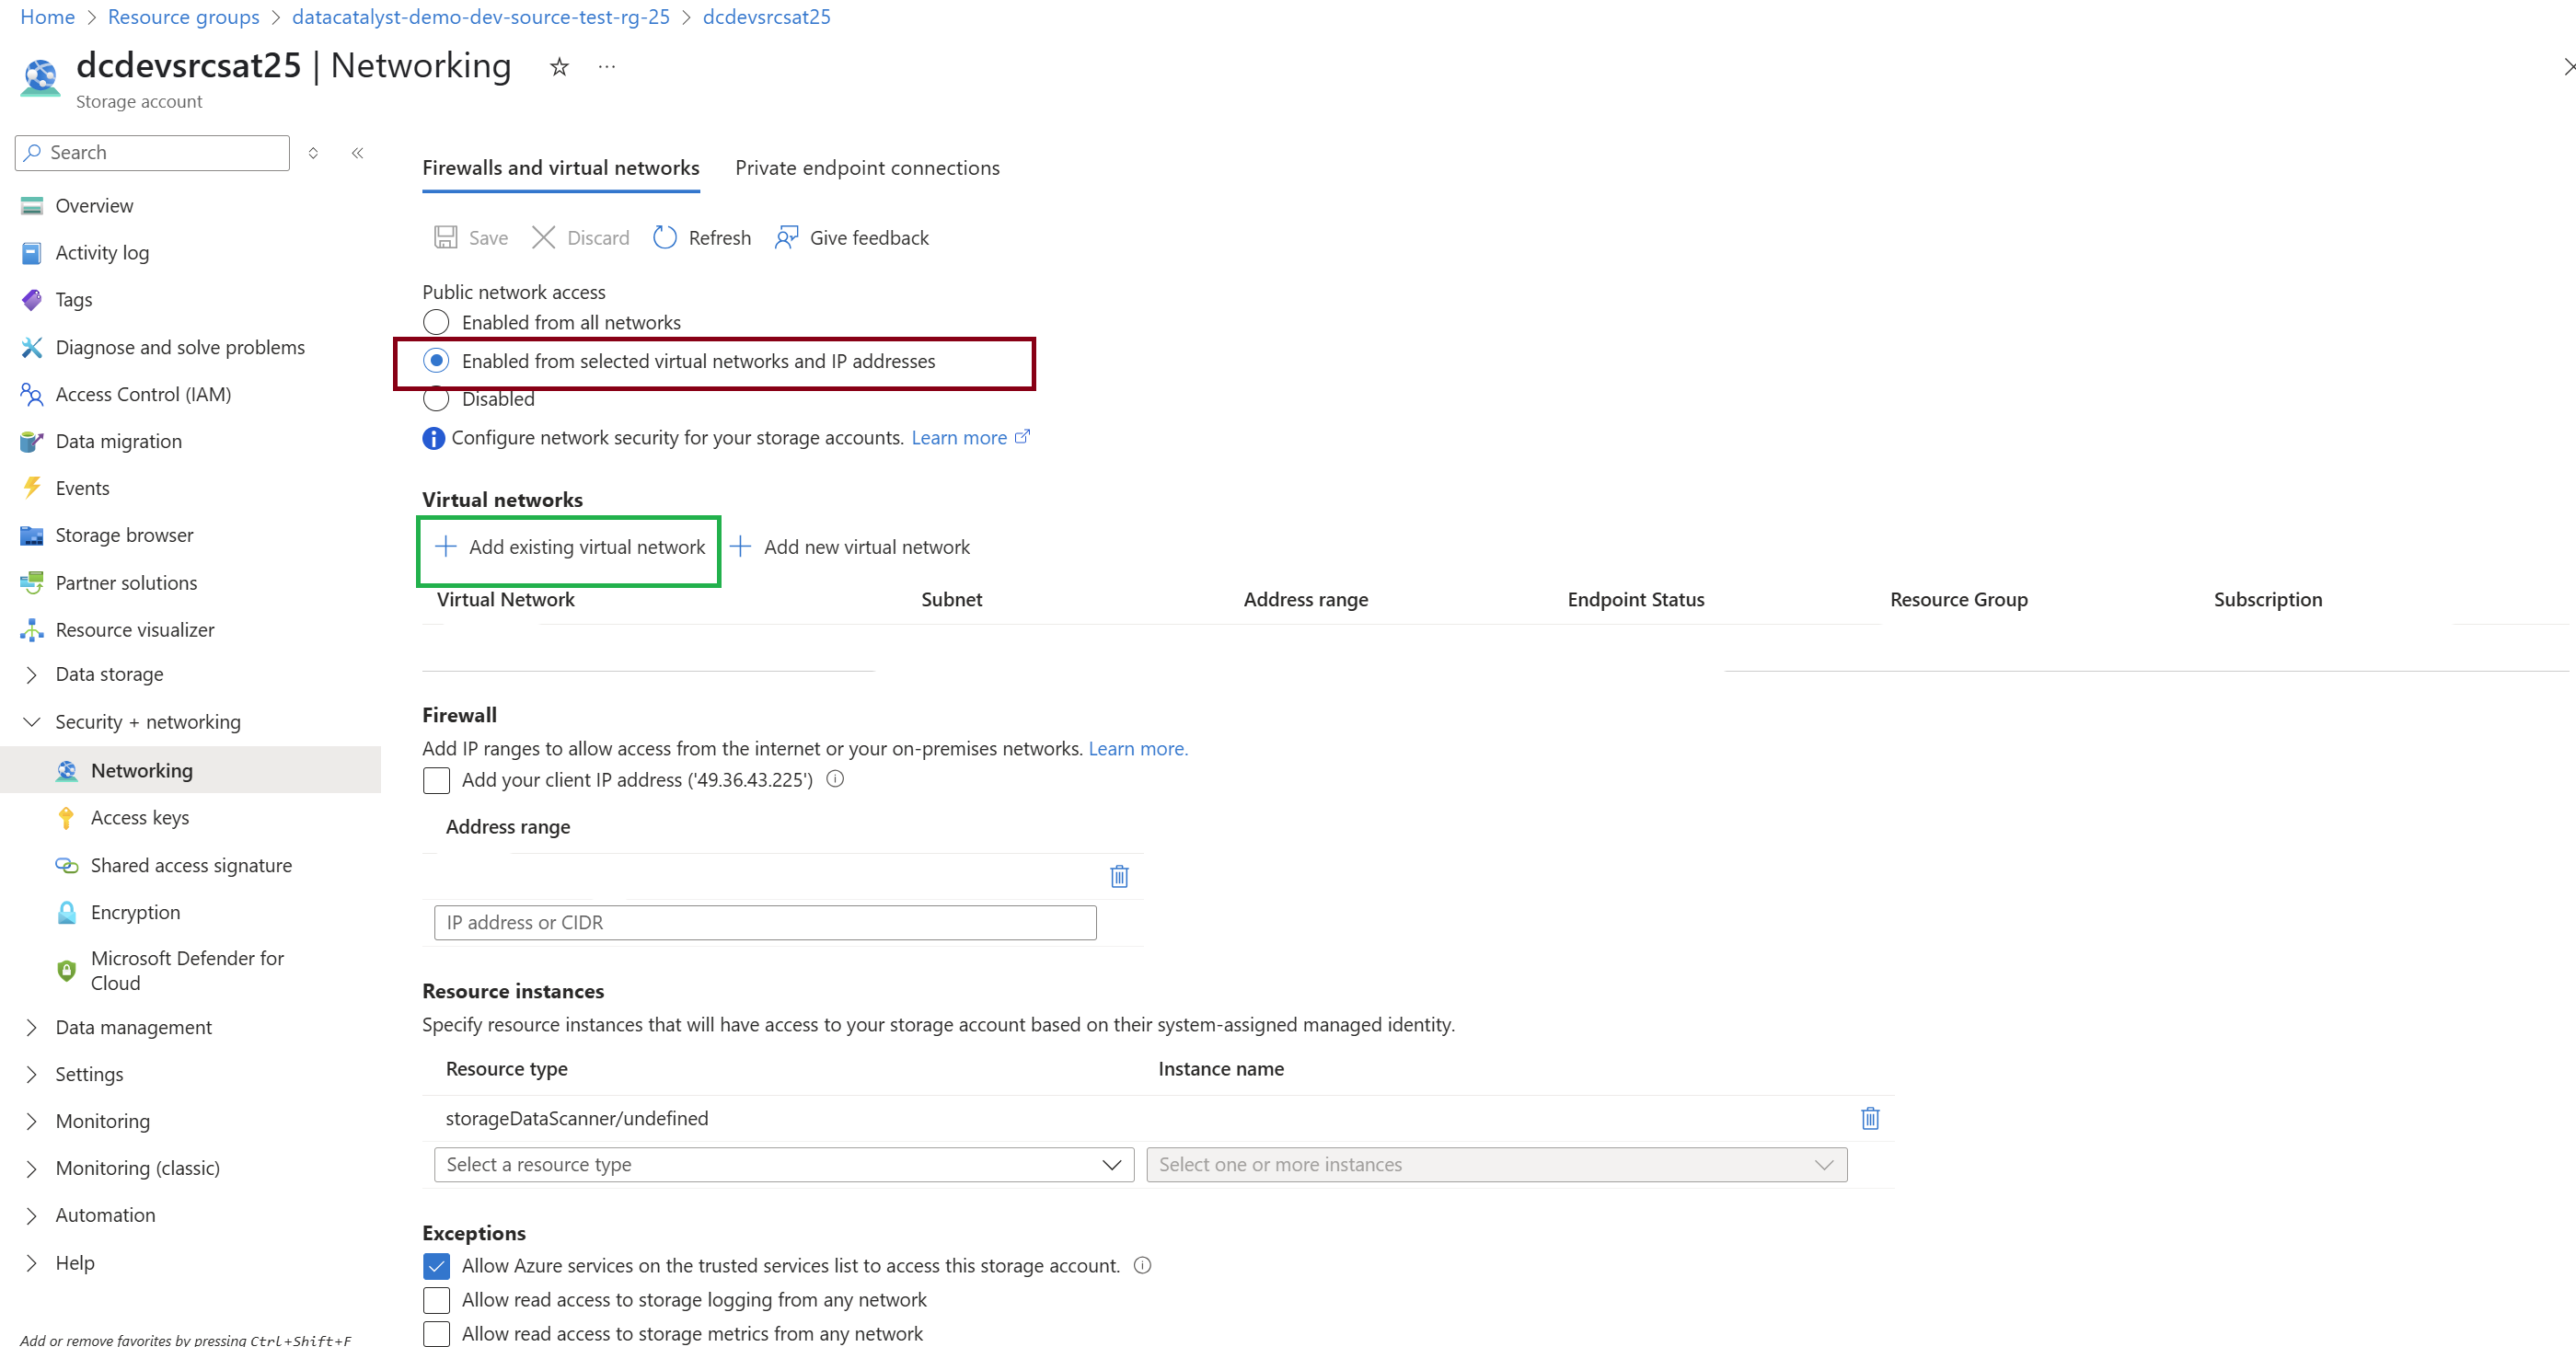 Home > Resource groups > datacatalyst-demo-dev-source-test-rg-25 > dcdevsrcsat25
dcdevsrcsat25 | Networking
Storage account
Search
Overview
Activity log
Tags
Diagnose and solve problems
Access Control (IAM)
Data migration
Events
Storage browser
Partner solutions
Resource visualizer
Data storage
Security + networking
Networking
Access keys
Shared access signature
Encryption
Microsoft Defender for
Cloud
Data management
Settings
Monitoring
Monitoring (classic)
Automation
Help
Add or remove favorites by pressing Ctrl+Shift+F
Firewalls and virtual networks Private endpoint connections
Save Discard Refresh Give feedback
Public network access
Enabled from all networks
Enabled from selected virtual networks and IP addresses
Disabled
Configure network security for your storage accounts. Learn more
Virtual networks
+ Add existing virtual network + Add new virtual network
Virtual Network Subnet Address range Endpoint Status Resource Group Subscription
Firewall
Add IP ranges to allow access from the internet or your on-premises networks. Learn more.
Add your client IP address ('49.36.43.225')
Address range
IP address or CIDR
Resource instances
Specify resource instances that will have access to your storage account based on their system-assigned managed identity.
Resource type Instance name
storageDataScanner/undefined
Select a resource type Select one or more instances
Exceptions
Allow Azure services on the trusted services list to access this storage account.
Allow read access to storage logging from any network
Allow read access to storage metrics from any network